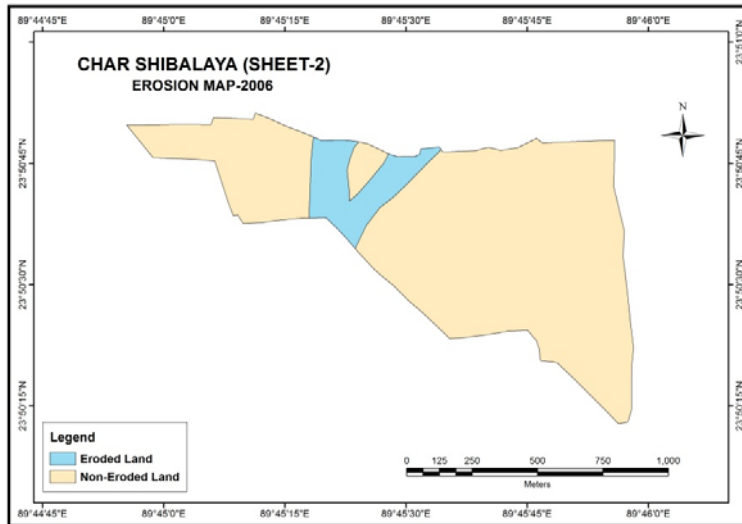 89°44'45"E 89°45'0"E 89°45'15"E 89°45'30"E 89°45'45"E 89°46'0"E
23°51'0"N 23°51'0"N
CHAR SHIBALAYA (SHEET-2)
EROSION MAP-2006
N
23°50'45"N 23°50'45"N
23°50'30"N 23°50'30"N
23°50'15"N 23°50'15"N
Legend
Eroded Land
Non-Eroded Land
0 125 250 500 750 1,000
Meters
89°44'45"E 89°45'0"E 89°45'15"E 89°45'30"E 89°45'45"E 89°46'0"E